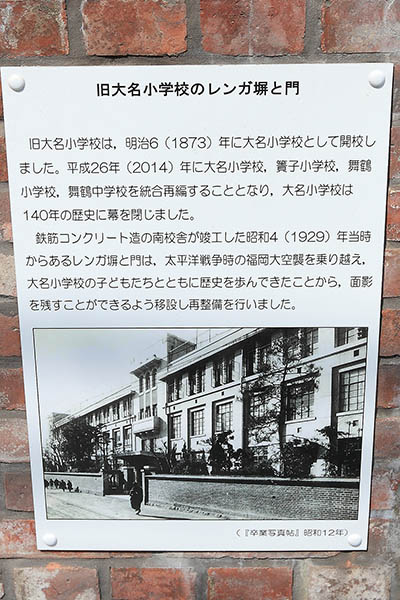 旧大名小学校のレンガ塀と門
旧大名小学校は，明治6（1873）年に大名小学校として開校し
ました。平成26年（2014）年に大名小学校，簀子小学校，舞鶴
小学校，舞鶴中学校を統合再編することとなり，大名小学校は
140年の歴史に幕を閉じました。
鉄筋コンクリート造の南校舎が竣工した昭和4（1929）年当時
からあるレンガ塀と門は，太平洋戦争時の福岡大空襲を乗り越え，
大名小学校の子どもたちとともに歴史を歩んできたことから，面影
を残すことができるよう移設し再整備を行いました。
（『卒業写真帖』昭和12年）